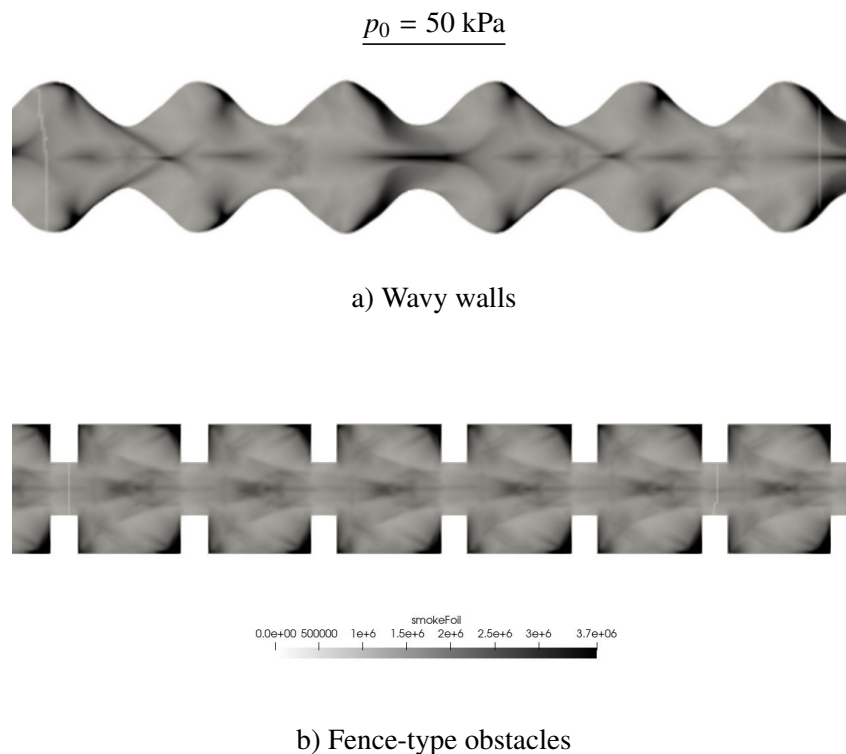 p₀ = 50 kPa
a) Wavy walls
smokeFoil
0.0e+00 500000 1e+6 1.5e+6 2e+6 2.5e+6 3e+6 3.7e+06
b) Fence-type obstacles